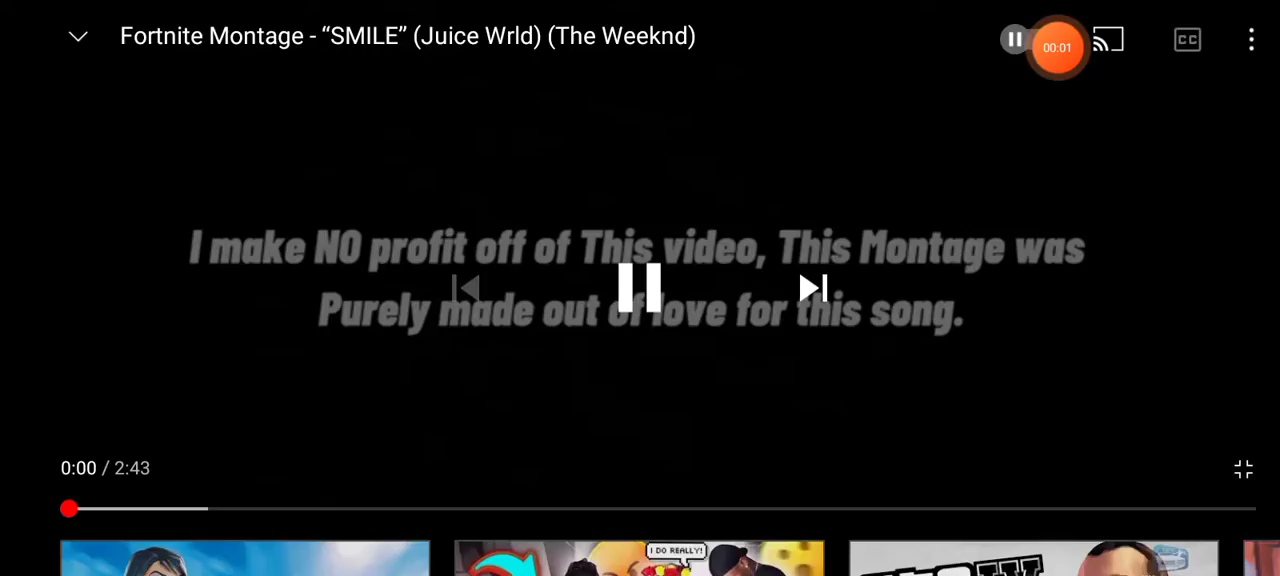 Fortnite Montage - “SMILE” (Juice Wrld) (The Weeknd)
00:01
CC
I make NO profit off of This video, This Montage was
Purely made out of love for this song.
0:00 / 2:43
I DO REALLY!